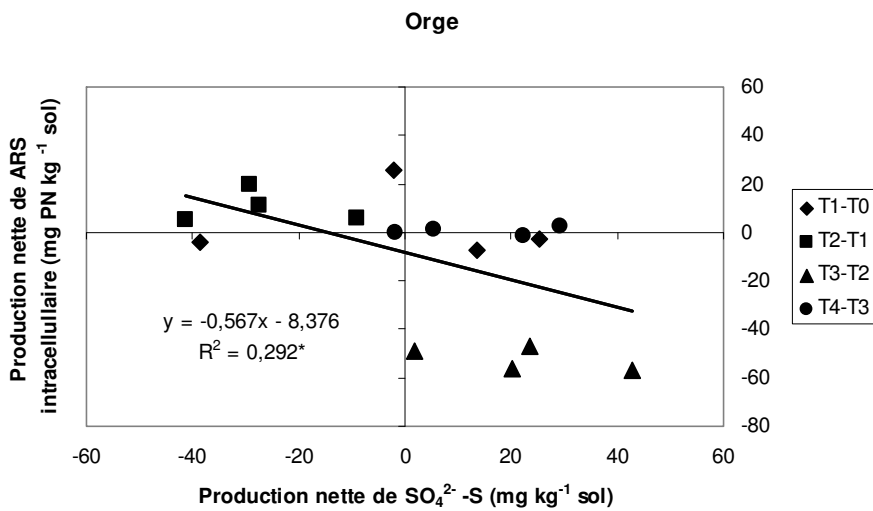 Orge
Production nette de ARS
intracellullaire (mg PN kg⁻¹ sol)
60
40
20
0
-20
-40
-60
-80
y = -0,567x - 8,376
R² = 0,292*
T1-T0
T2-T1
T3-T2
T4-T3
-60 -40 -20 0 20 40 60
Production nette de SO₄²⁻ -S (mg kg⁻¹ sol)